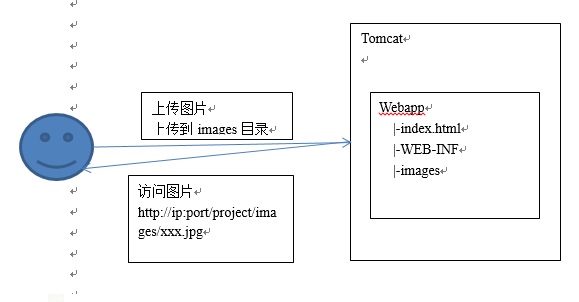 Tomcat
上传图片
上传到 images 目录
Webapp
|-index.html
|-WEB-INF
|-images
访问图片
http://ip:port/project/ima
ges/xxx.jpg